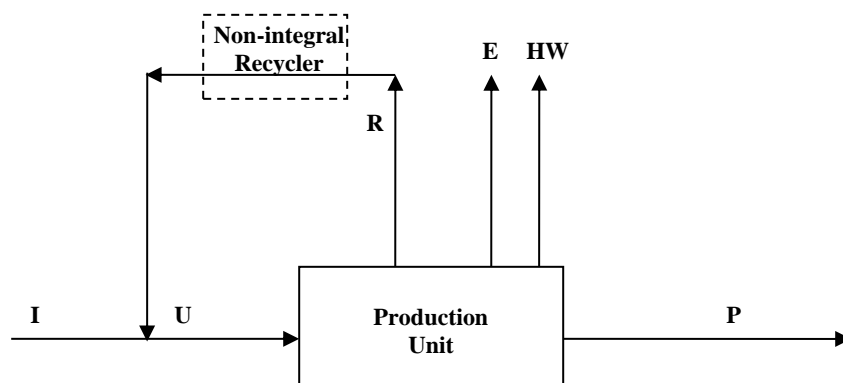 Non-integral
Recycler
E HW
R
I U
Production
Unit
P